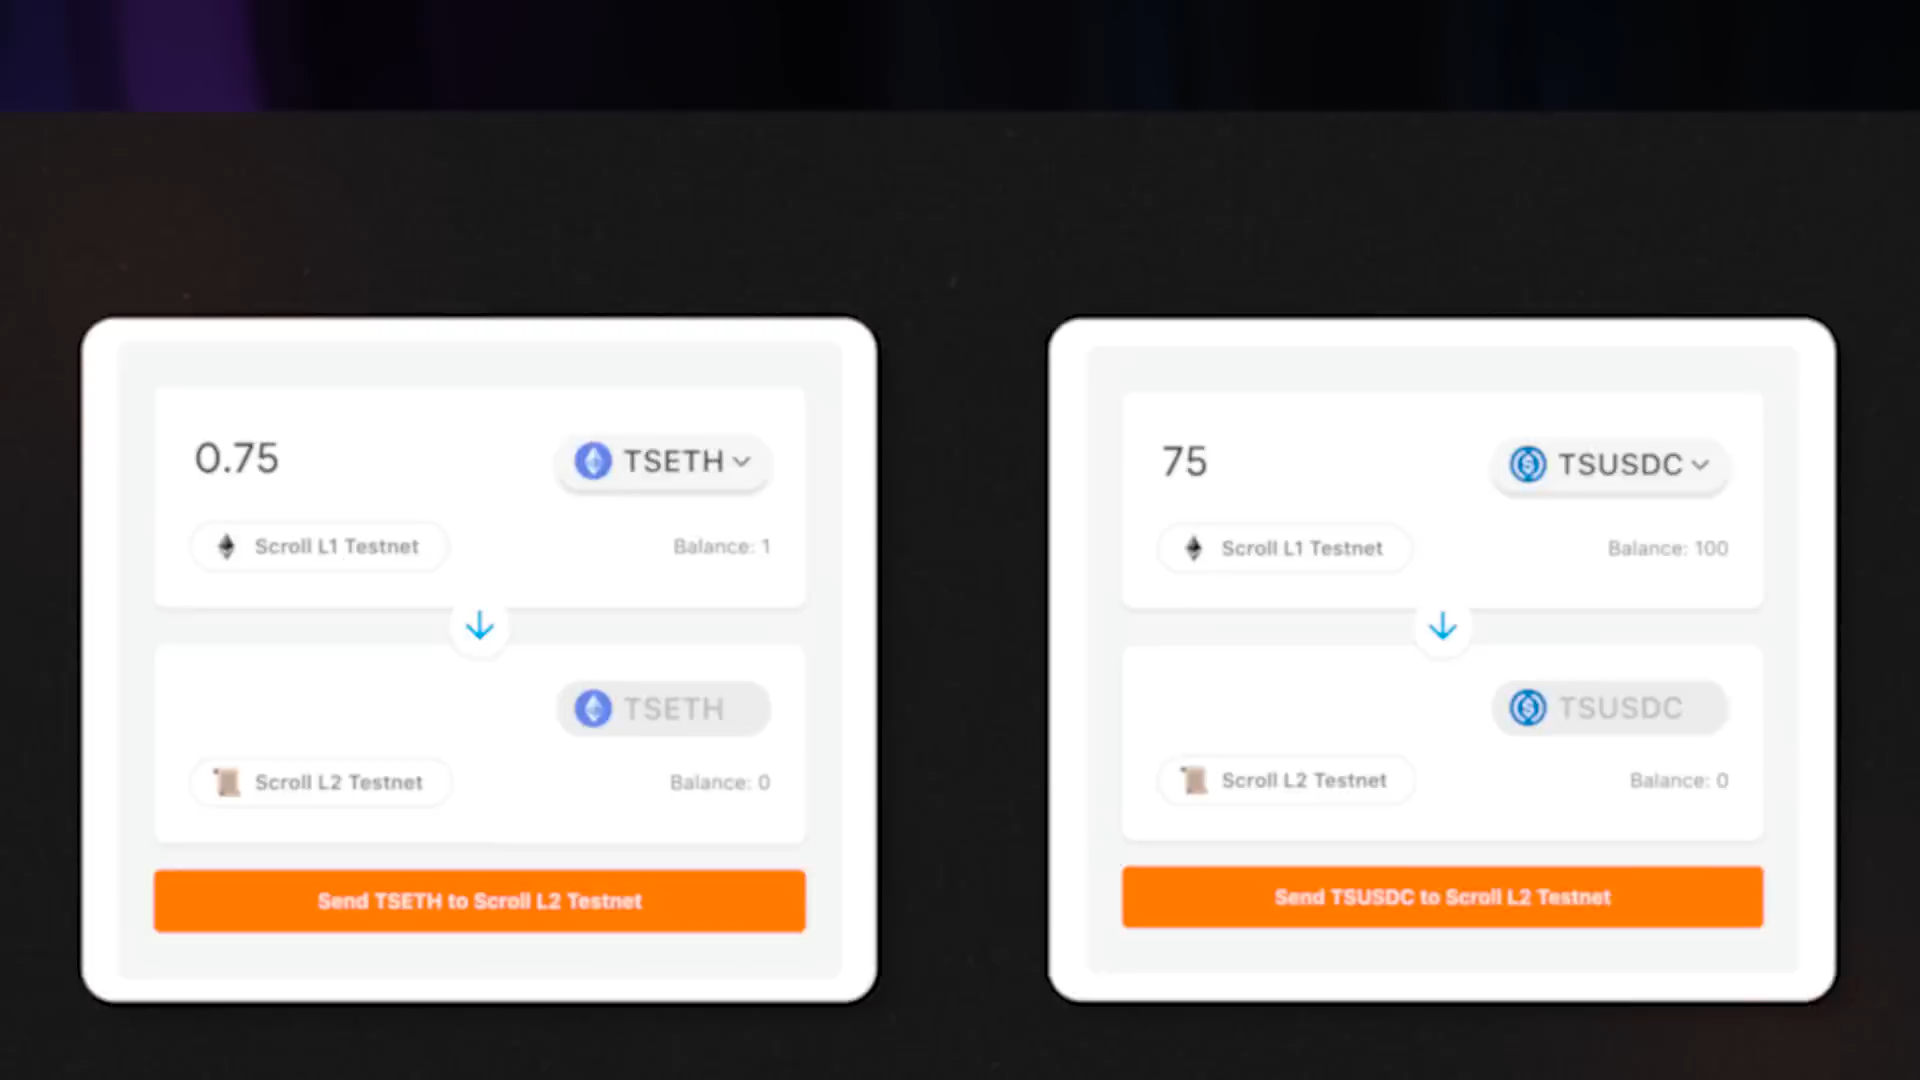 0.75
TSETH
Scroll L1 Testnet
Balance: 1
TSETH
Scroll L2 Testnet
Balance: 0
Send TSETH to Scroll L2 Testnet
75
TSUSDC
Scroll L1 Testnet
Balance: 100
TSUSDC
Scroll L2 Testnet
Balance: 0
Send TSUSDC to Scroll L2 Testnet